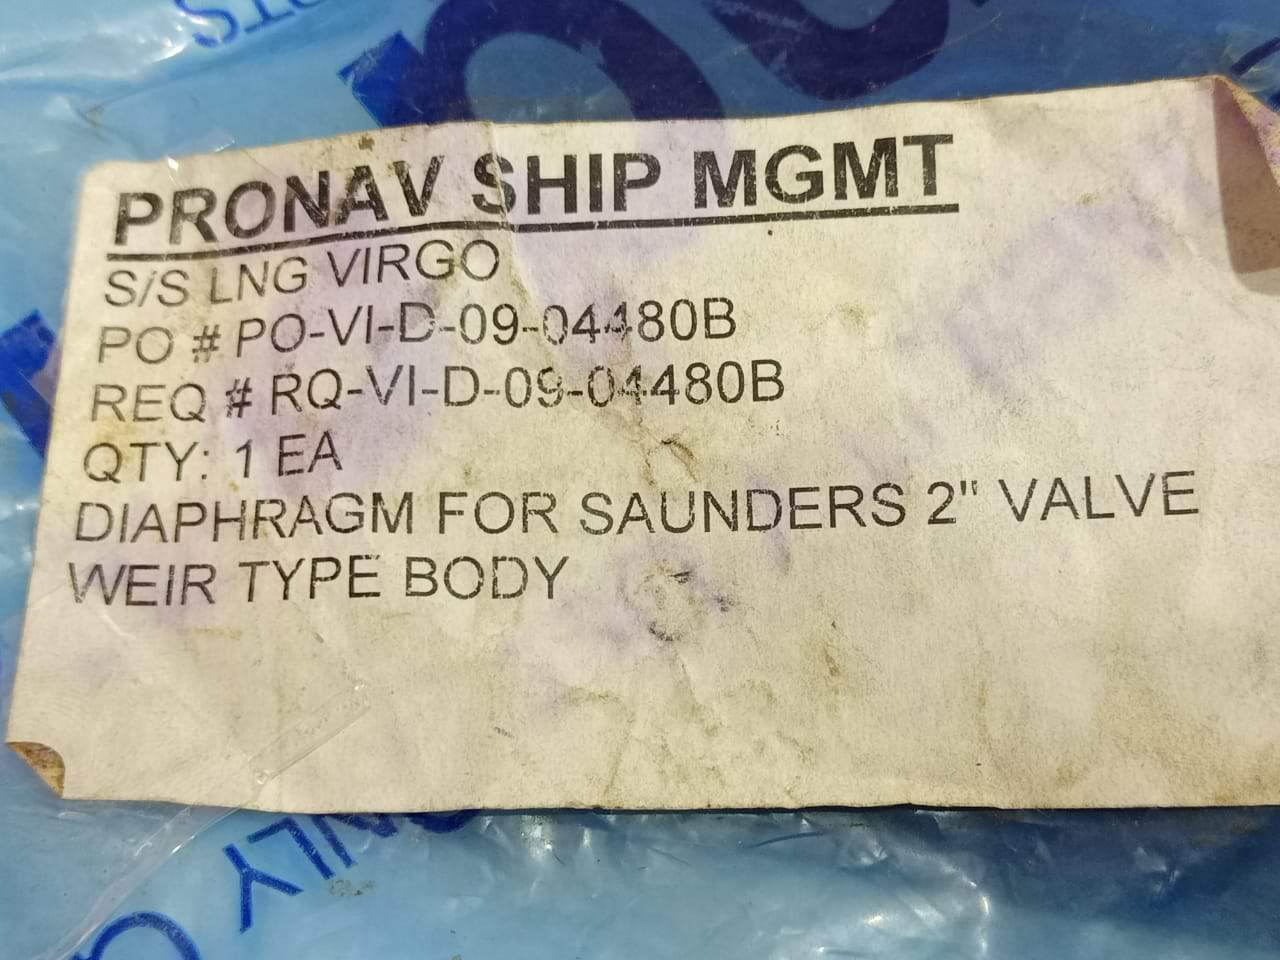 PRONAV SHIP MGMT
S/S LNG VIRGO
PO # PO-VI-D-09-04480B
REQ # RQ-VI-D-09-04480B
QTY: 1 EA
DIAPHRAGM FOR SAUNDERS 2" VALVE
WEIR TYPE BODY